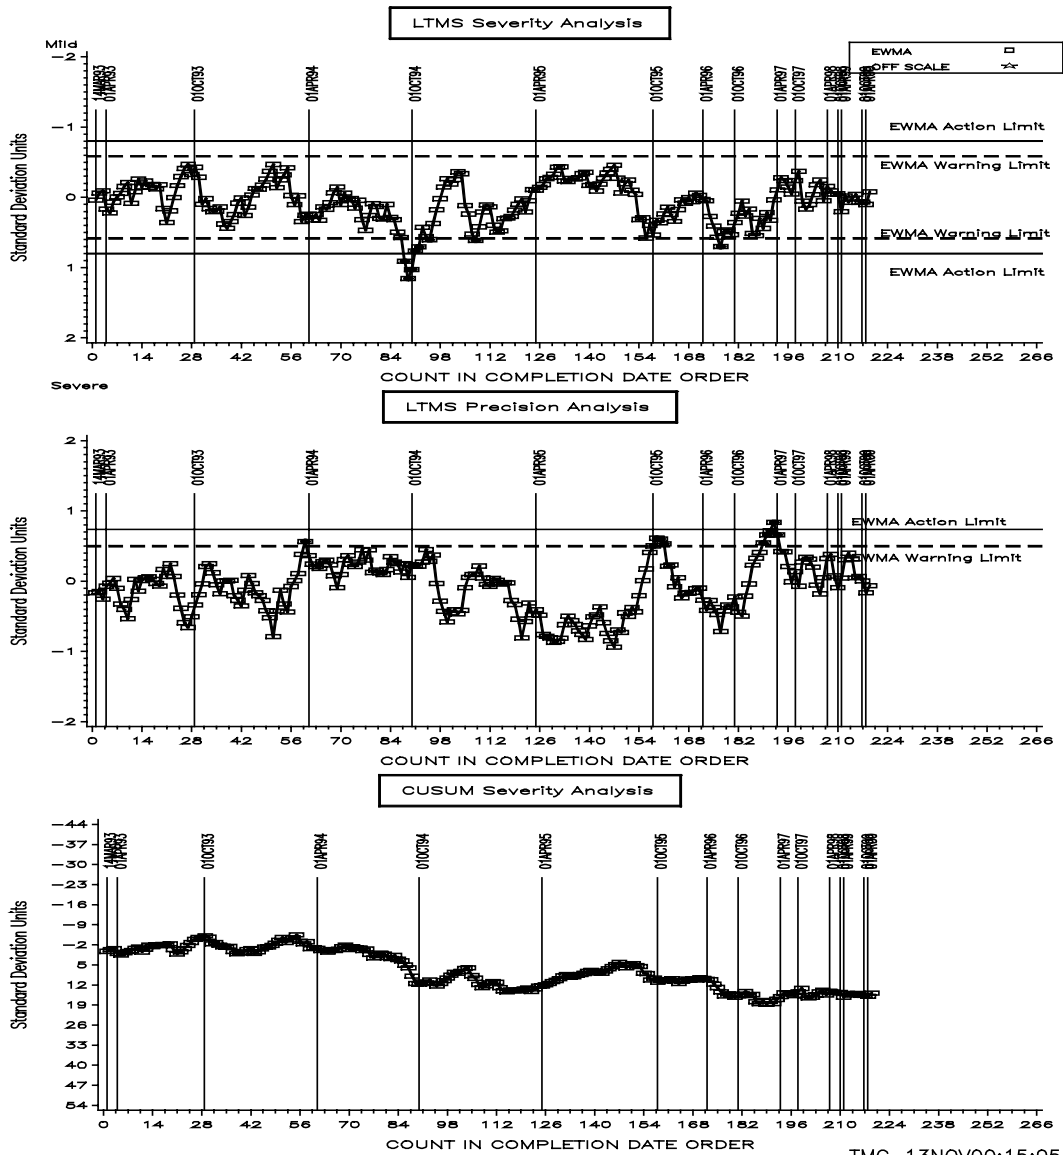 LTMS Severity Analysis
Mild
EWMA
OFF SCALE
-2
-1
0
1
2
Standard Deviation Units
14MAR93 01APR93 01OCT93 01APR94 01OCT94 01APR95 01OCT95 01APR96 01OCT96 01APR97 01OCT97 01APR98
EWMA Action Limit
EWMA Warning Limit
EWMA Warning Limit
EWMA Action Limit
0 14 28 42 56 70 84 98 112 126 140 154 168 182 196 210 224 238 252 266
COUNT IN COMPLETION DATE ORDER
Severe
LTMS Precision Analysis
2
1
0
-1
-2
Standard Deviation Units
14MAR93 01APR93 01OCT93 01APR94 01OCT94 01APR95 01OCT95 01APR96 01OCT96 01APR97 01OCT97 01APR98
EWMA Action Limit
EWMA Warning Limit
0 14 28 42 56 70 84 98 112 126 140 154 168 182 196 210 224 238 252 266
COUNT IN COMPLETION DATE ORDER
CUSUM Severity Analysis
-44
-37
-30
-23
-16
-9
-2
5
12
19
26
33
40
47
54
Standard Deviation Units
14MAR93 01APR93 01OCT93 01APR94 01OCT94 01APR95 01OCT95 01APR96 01OCT96 01APR97 01OCT97 01APR98
0 14 28 42 56 70 84 98 112 126 140 154 168 182 196 210 224 238 252 266
COUNT IN COMPLETION DATE ORDER